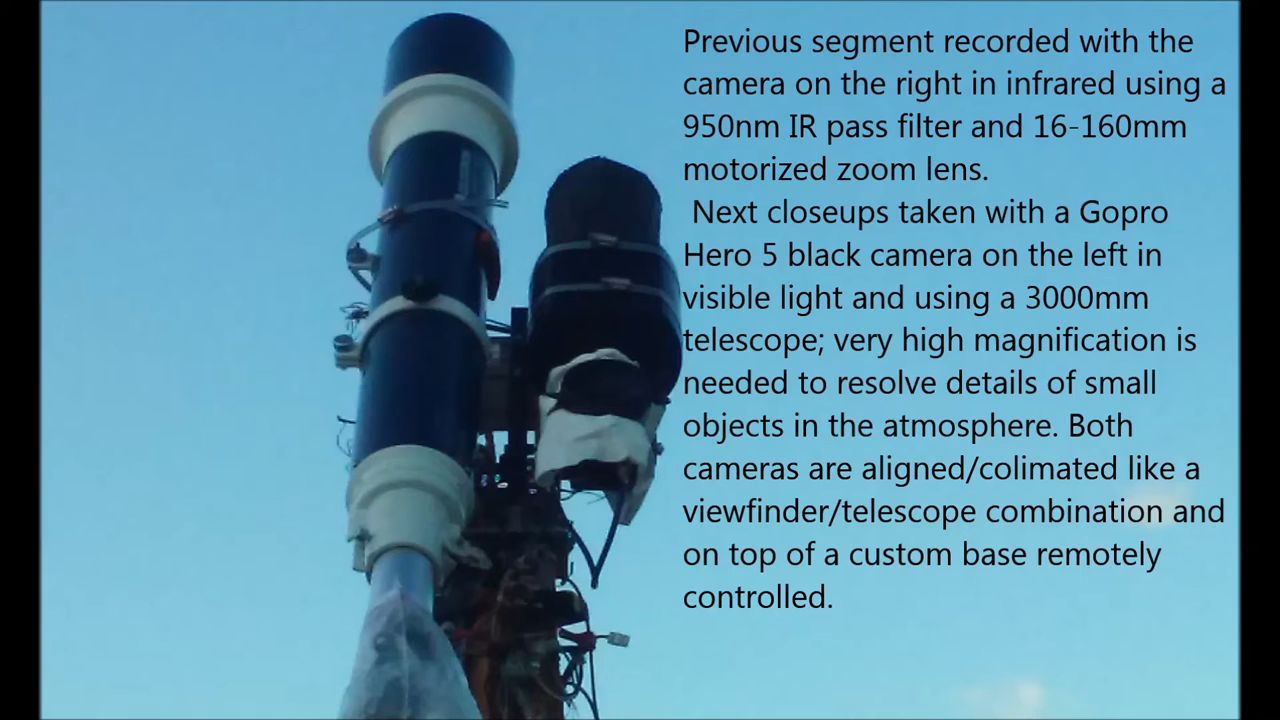 Previous segment recorded with the
camera on the right in infrared using a
950nm IR pass filter and 16-160mm
motorized zoom lens.
Next closeups taken with a Gopro
Hero 5 black camera on the left in
visible light and using a 3000mm
telescope; very high magnification is
needed to resolve details of small
objects in the atmosphere. Both
cameras are aligned/colimated like a
viewfinder/telescope combination and
on top of a custom base remotely
controlled.